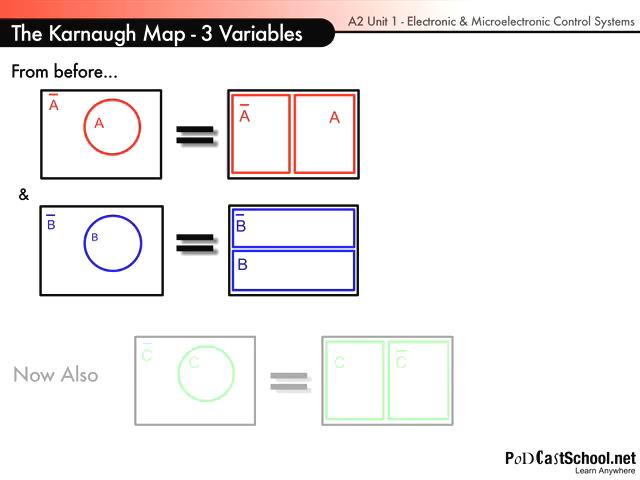 A2 Unit 1 - Electronic & Microelectronic Control Systems
The Karnaugh Map - 3 Variables
From before...
A̅ A A̅ A
&
B̅ B B̅
B
Now Also
C̅ C C C̅
PoDCastSchool.net
Learn Anywhere